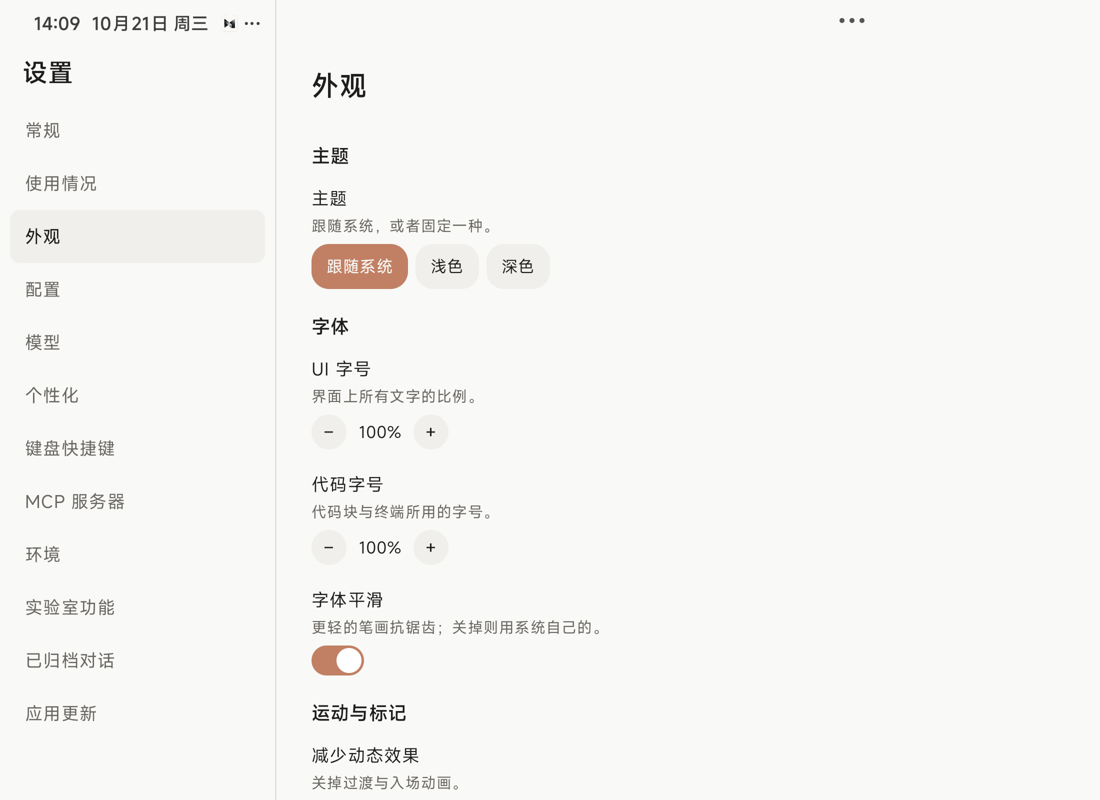 14:09 10月21日 周三
设置
常规
使用情况
外观
配置
模型
个性化
键盘快捷键
MCP 服务器
环境
实验室功能
已归档对话
应用更新
外观
主题
主题
跟随系统，或者固定一种。
跟随系统 浅色 深色
字体
UI 字号
界面上所有文字的比例。
− 100% +
代码字号
代码块与终端所用的字号。
− 100% +
字体平滑
更轻的笔画抗锯齿；关掉则用系统自己的。
运动与标记
减少动态效果
关掉过渡与入场动画。